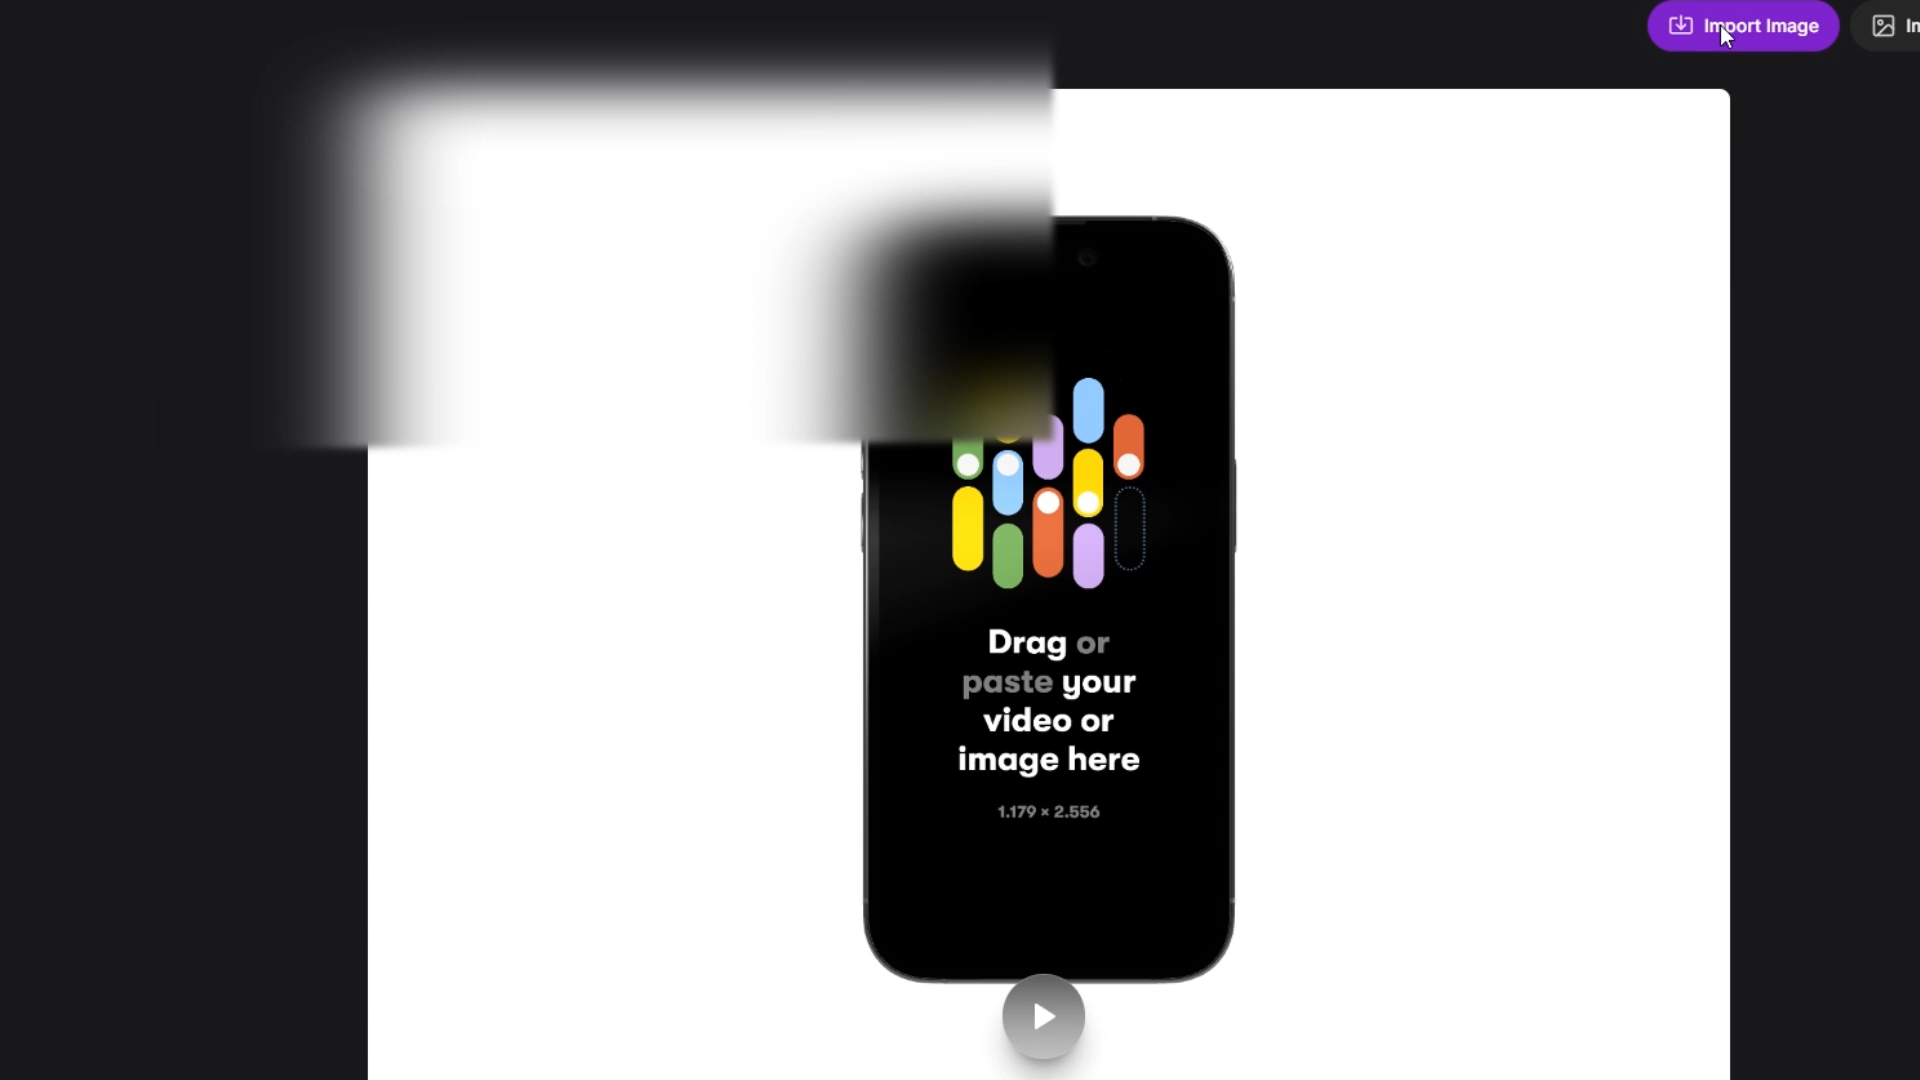 Import Image
Drag or
paste your
video or
image here
1.179 × 2.556